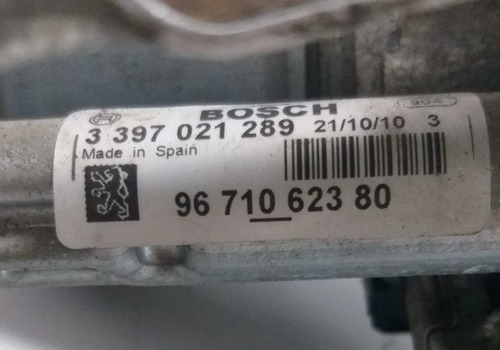 BOSCH
3 397 021 289 21/10/10 3
Made in Spain
96 710 623 80